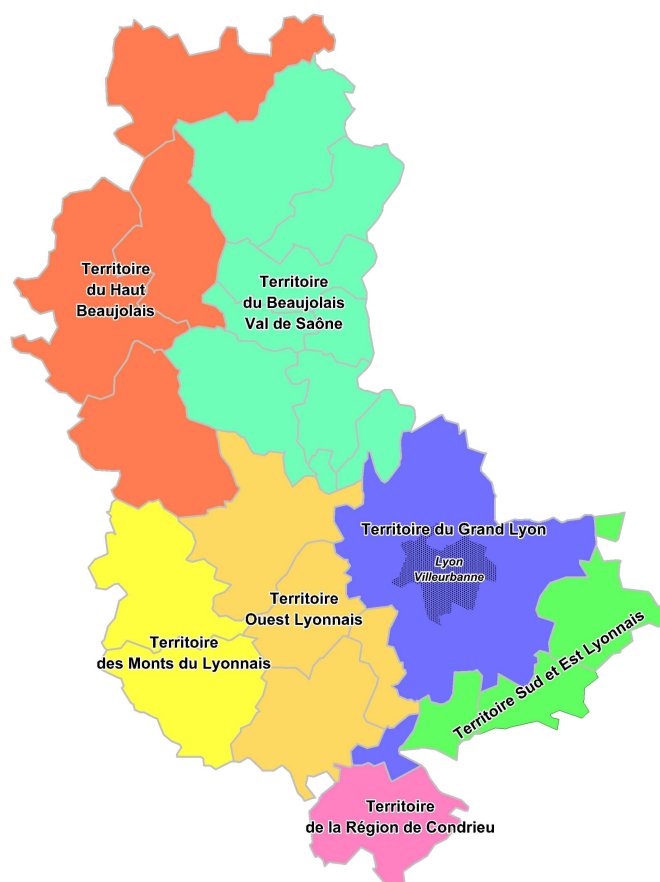 Territoire
du Haut
Beaujolais
Territoire
du Beaujolais
Val de Saône
Territoire du Grand Lyon
Lyon
Villeurbanne
Territoire
Ouest Lyonnais
Territoire
des Monts du Lyonnais
Territoire Sud et Est Lyonnais
Territoire
de la Région de Condrieu